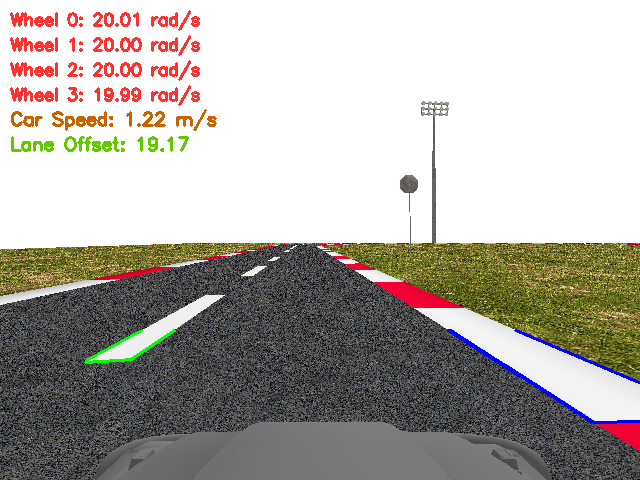 Wheel 0: 20.01 rad/s
Wheel 1: 20.00 rad/s
Wheel 2: 20.00 rad/s
Wheel 3: 19.99 rad/s
Car Speed: 1.22 m/s
Lane Offset: 19.17